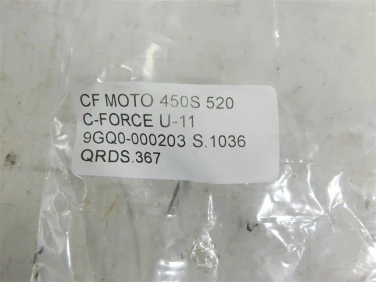 CF MOTO 450S 520
C-FORCE U-11
9GQ0-000203 S.1036
QRDS.367